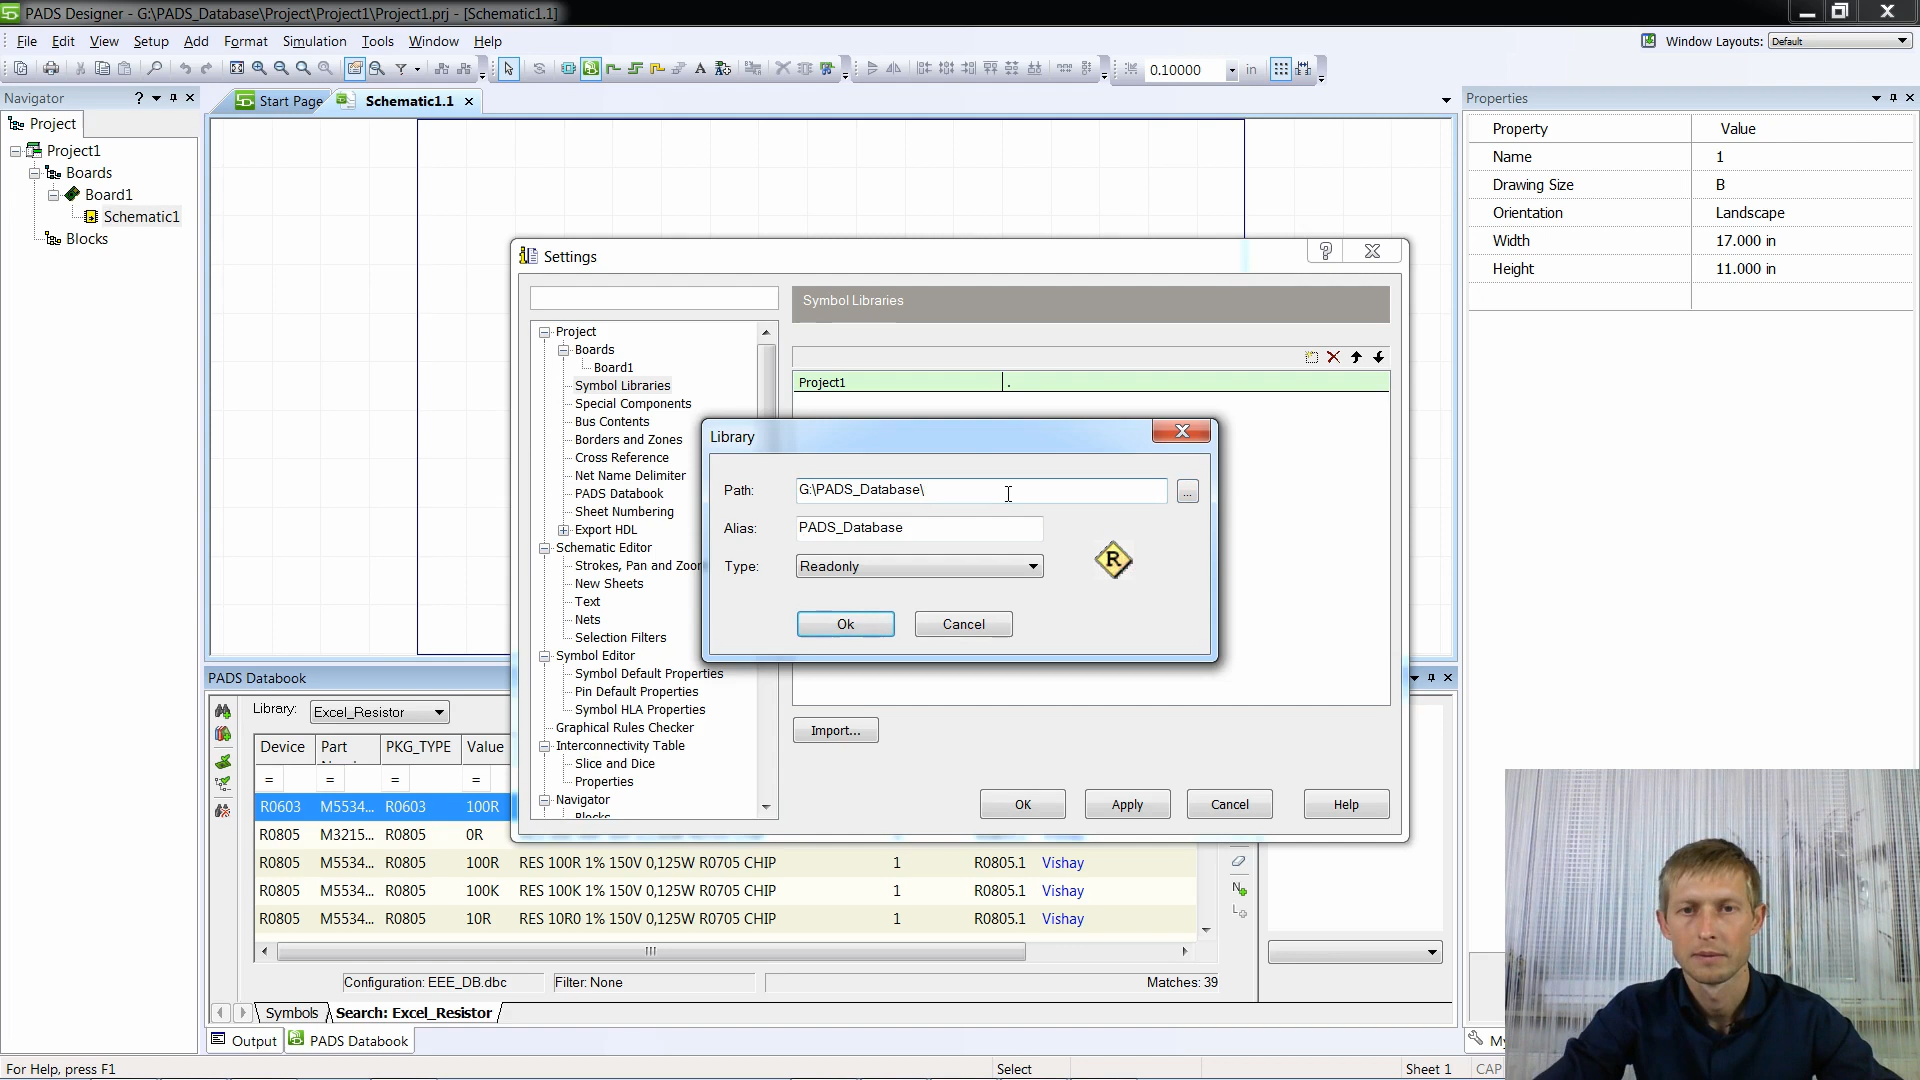 PADS Designer - G:\PADS_Database\Project\Project1\Project1.prj - [Schematic1.1]
File Edit View Setup Add Format Simulation Tools Window Help
Window Layouts: Default
0.10000 in
Navigator
Project
Project1
Boards
Board1
Schematic1
Blocks
Start Page
Schematic1.1
Properties
Property Value
Name 1
Drawing Size B
Orientation Landscape
Width 17.000 in
Height 11.000 in
Settings
Symbol Libraries
Project
Boards
Board1
Symbol Libraries
Special Components
Bus Contents
Borders and Zones
Cross Reference
Net Name Delimiter
PADS Databook
Sheet Numbering
Export HDL
Schematic Editor
Strokes, Pan and Zoor
New Sheets
Text
Nets
Selection Filters
Symbol Editor
Symbol Default Properties
Pin Default Properties
Symbol HLA Properties
Graphical Rules Checker
Interconnectivity Table
Slice and Dice
Properties
Navigator
Blocks
Project1 .
Library
Path: G:\PADS_Database\ ...
Alias: PADS_Database
Type: Readonly
R
Ok Cancel
Import...
OK Apply Cancel Help
PADS Databook
Library: Excel_Resistor
Device Part PKG_TYPE Value
= = = =
R0603 M5534... R0603 100R
R0805 M3215... R0805 0R
R0805 M5534... R0805 100R RES 100R 1% 150V 0,125W R0705 CHIP 1 R0805.1 Vishay
R0805 M5534... R0805 100K RES 100K 1% 150V 0,125W R0705 CHIP 1 R0805.1 Vishay
R0805 M5534... R0805 10R RES 10R0 1% 150V 0,125W R0705 CHIP 1 R0805.1 Vishay
Configuration: EEE_DB.dbc Filter: None Matches: 39
Symbols Search: Excel_Resistor
Output PADS Databook
My
For Help, press F1 Select Sheet 1 CAP